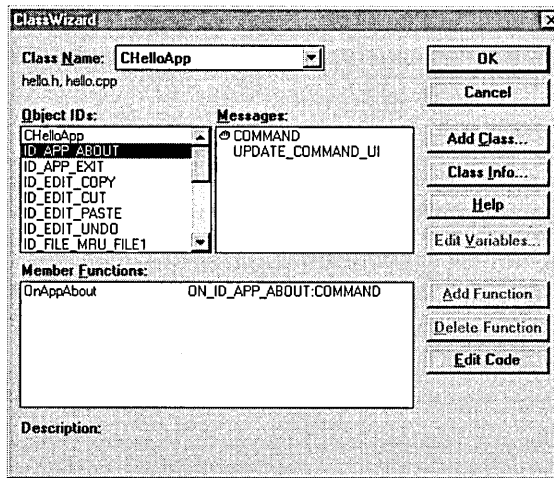 ClassWizard
Class Name: CHelloApp
hello.h, hello.cpp
Object IDs:
CHelloApp
ID_APP_ABOUT
ID_APP_EXIT
ID_EDIT_COPY
ID_EDIT_CUT
ID_EDIT_PASTE
ID_EDIT_UNDO
ID_FILE_MRU_FILE1
Messages:
COMMAND
UPDATE_COMMAND_UI
Member Functions:
OnAppAbout ON_ID_APP_ABOUT:COMMAND
Description:
OK
Cancel
Add Class...
Class Info...
Help
Edit Variables...
Add Function
Delete Function
Edit Code